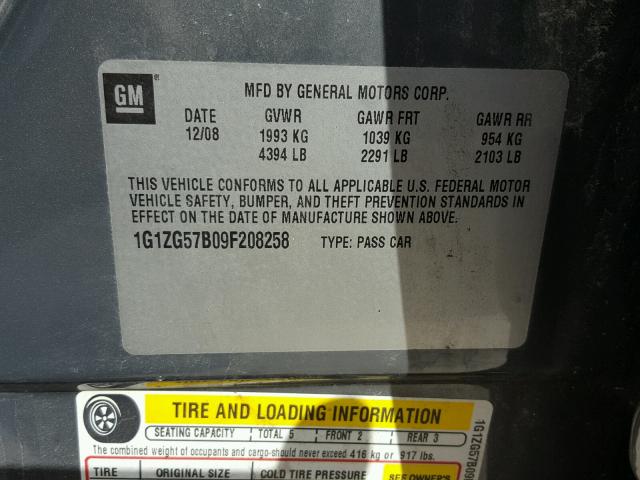 GM
MFD BY GENERAL MOTORS CORP.
DATE GVWR GAWR FRT GAWR RR
12/08 1993 KG 1039 KG 954 KG
4394 LB 2291 LB 2103 LB
THIS VEHICLE CONFORMS TO ALL APPLICABLE U.S. FEDERAL MOTOR
VEHICLE SAFETY, BUMPER, AND THEFT PREVENTION STANDARDS IN
EFFECT ON THE DATE OF MANUFACTURE SHOWN ABOVE.
1G1ZG57B09F208258 TYPE: PASS CAR
TIRE AND LOADING INFORMATION
SEATING CAPACITY TOTAL 5 FRONT 2 REAR 3
The combined weight of occupants and cargo should never exceed 416 kg or 917 lbs.
TIRE ORIGINAL SIZE COLD TIRE PRESSURE SEE OWNER'S
1G1ZG57B09